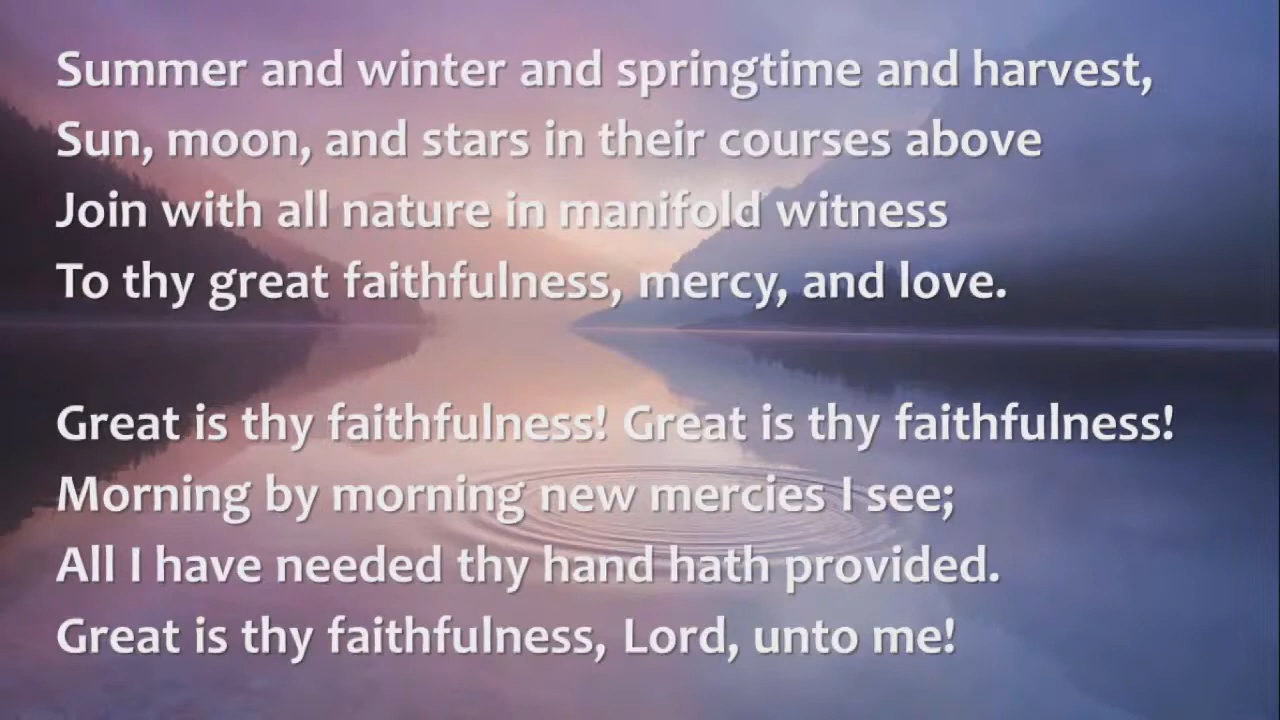 Summer and winter and springtime and harvest,
Sun, moon, and stars in their courses above
Join with all nature in manifold witness
To thy great faithfulness, mercy, and love.
Great is thy faithfulness! Great is thy faithfulness!
Morning by morning new mercies I see;
All I have needed thy hand hath provided.
Great is thy faithfulness, Lord, unto me!